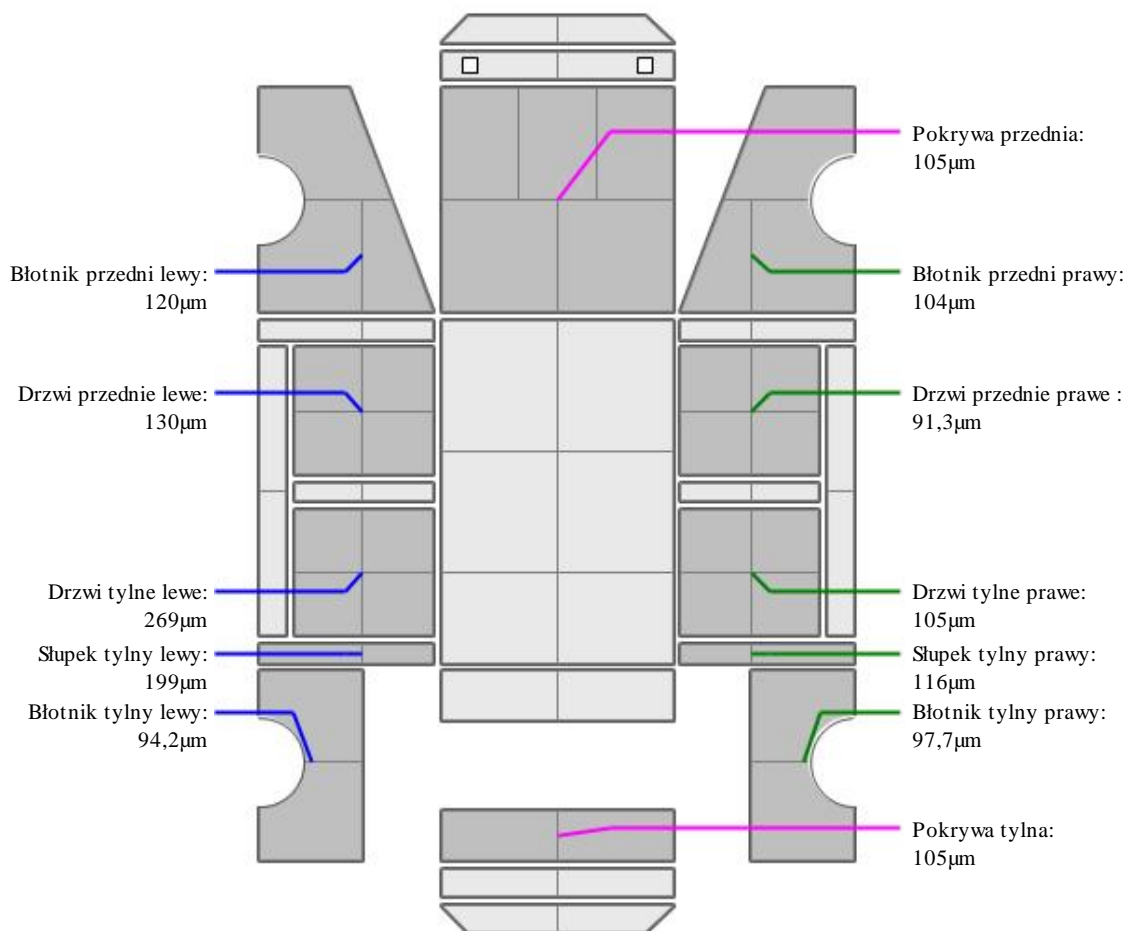 Pokrywa przednia:
105µm
Błotnik przedni lewy:
120µm
Błotnik przedni prawy:
104µm
Drzwi przednie lewe:
130µm
Drzwi przednie prawe :
91,3µm
Drzwi tylne lewe:
269µm
Drzwi tylne prawe:
105µm
Słupek tylny lewy:
199µm
Słupek tylny prawy:
116µm
Błotnik tylny lewy:
94,2µm
Błotnik tylny prawy:
97,7µm
Pokrywa tylna:
105µm